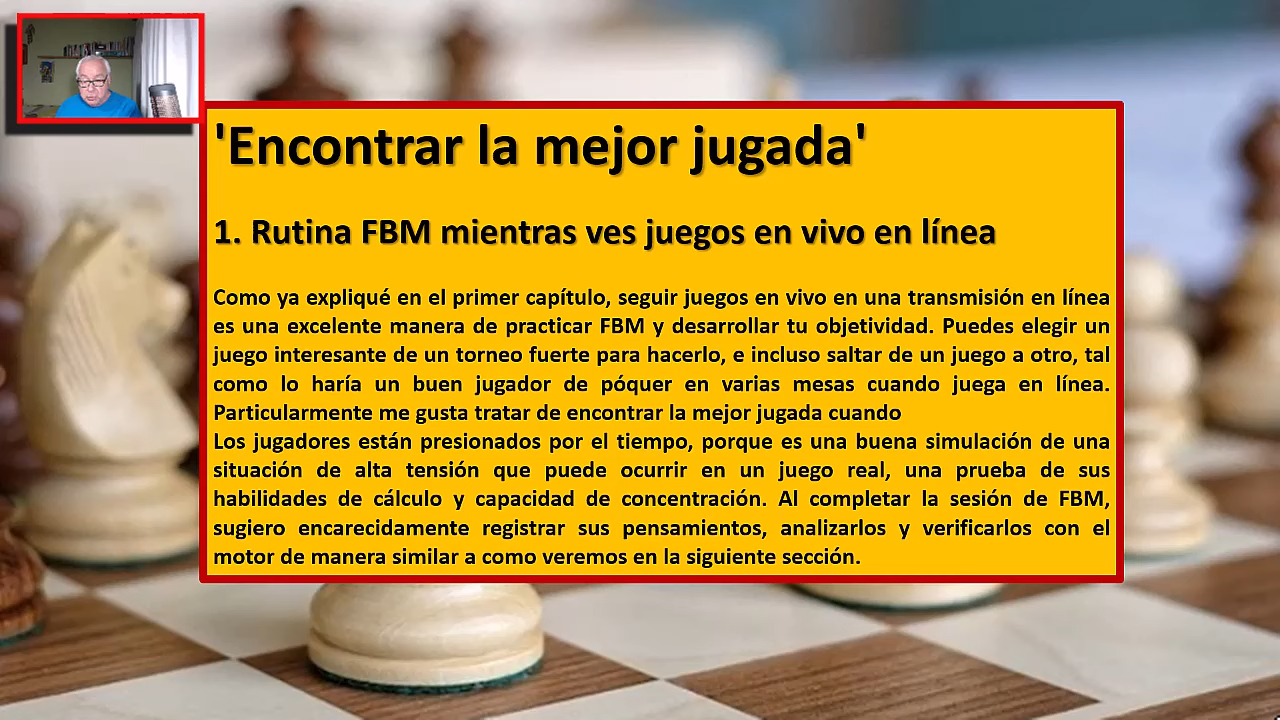 'Encontrar la mejor jugada'
1. Rutina FBM mientras ves juegos en vivo en línea
Como ya expliqué en el primer capítulo, seguir juegos en vivo en una transmisión en línea
es una excelente manera de practicar FBM y desarrollar tu objetividad. Puedes elegir un
juego interesante de un torneo fuerte para hacerlo, e incluso saltar de un juego a otro, tal
como lo haría un buen jugador de póquer en varias mesas cuando juega en línea.
Particularmente me gusta tratar de encontrar la mejor jugada cuando
Los jugadores están presionados por el tiempo, porque es una buena simulación de una
situación de alta tensión que puede ocurrir en un juego real, una prueba de sus
habilidades de cálculo y capacidad de concentración. Al completar la sesión de FBM,
sugiero encarecidamente registrar sus pensamientos, analizarlos y verificarlos con el
motor de manera similar a como veremos en la siguiente sección.